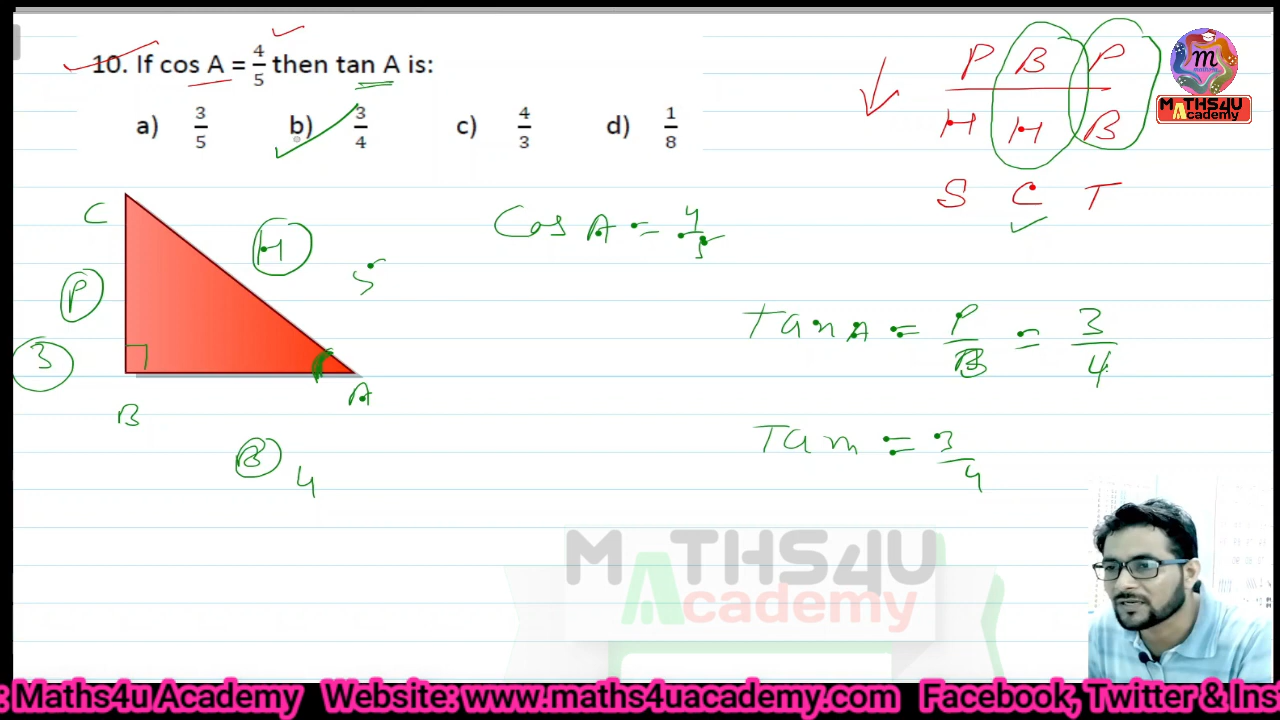 10. If cos A = 4/5 then tan A is:
a) 3/5 b) 3/4 c) 4/3 d) 1/8
P B P
H H B
S C T
m
MATHS4U
Academy
C
H
5
P
3
B
A
B 4
Cos A = 4/5
Tan A = P/B = 3/4
Tan = 3/4
MATHS4U
Academy
: Maths4u Academy Website: www.maths4uacademy.com Facebook, Twitter & Inst